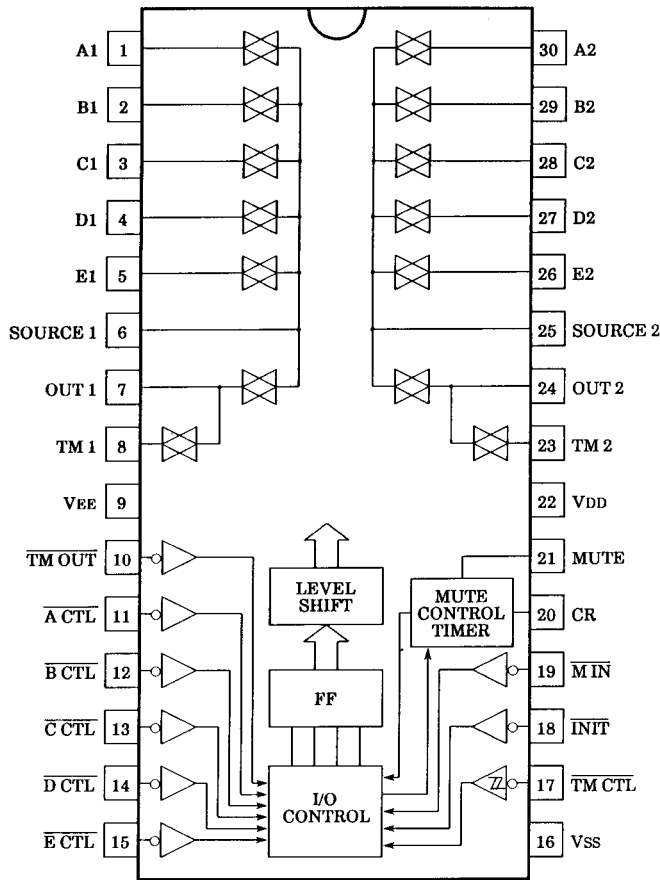 A1 1 30 A2
B1 2 29 B2
C1 3 28 C2
D1 4 27 D2
E1 5 26 E2
SOURCE 1 6 25 SOURCE 2
OUT 1 7 24 OUT 2
TM 1 8 23 TM 2
VEE 9 22 VDD
TM OUT 10 21 MUTE
LEVEL
SHIFT
MUTE
CONTROL
TIMER
A CTL 11 20 CR
B CTL 12 19 M IN
FF
C CTL 13 18 INIT
D CTL 14 17 TM CTL
I/O
CONTROL
E CTL 15 16 VSS